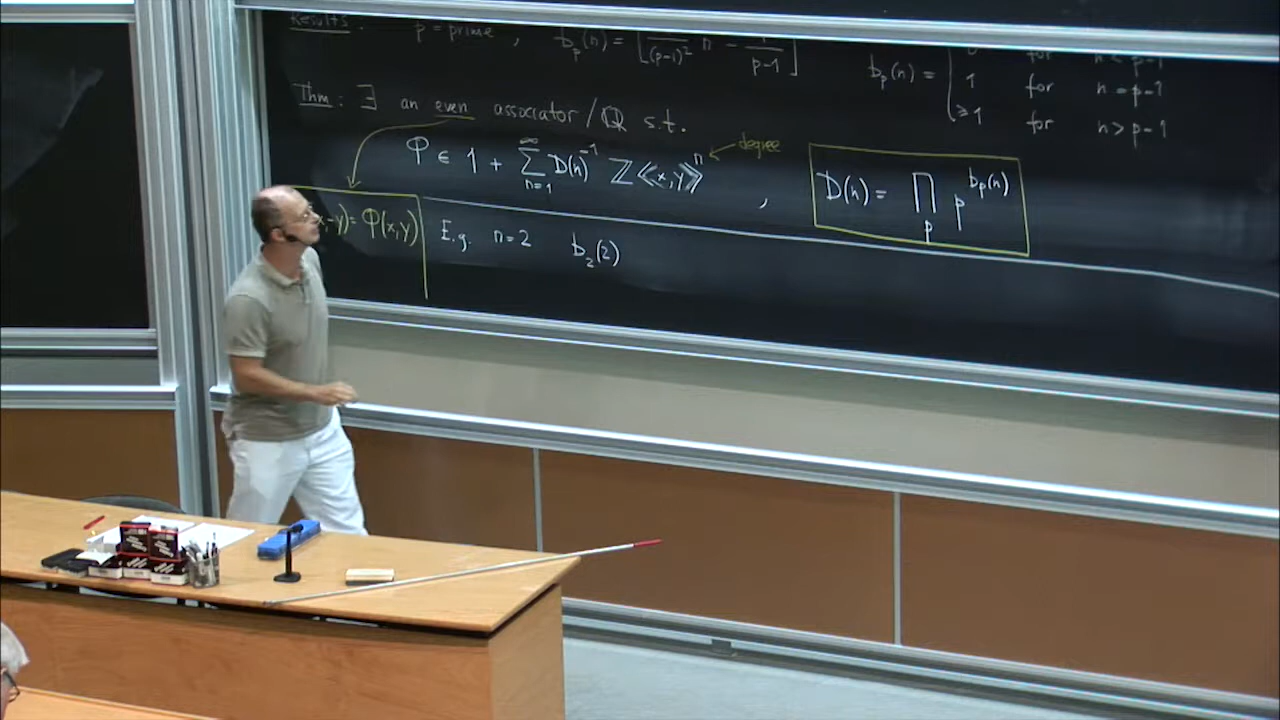 Results: p = prime, b_p(n) = ⌊ 1/(p-1)² n − 1/(p-1) ⌋
b_p(n) = { 0 for n < p-1
1 for n = p-1
≥1 for n > p-1
Thm: ∃ an even associator/ℚ s.t.
Φ ∈ 1 + ∑_{n=1}^{∞} D(n)^{-1} ℤ⟪x,y⟫^n ← degree , D(n) = ∏_p p^{b_p(n)}
,-y) = Φ(x,y) E.g. n=2 b_2(2)